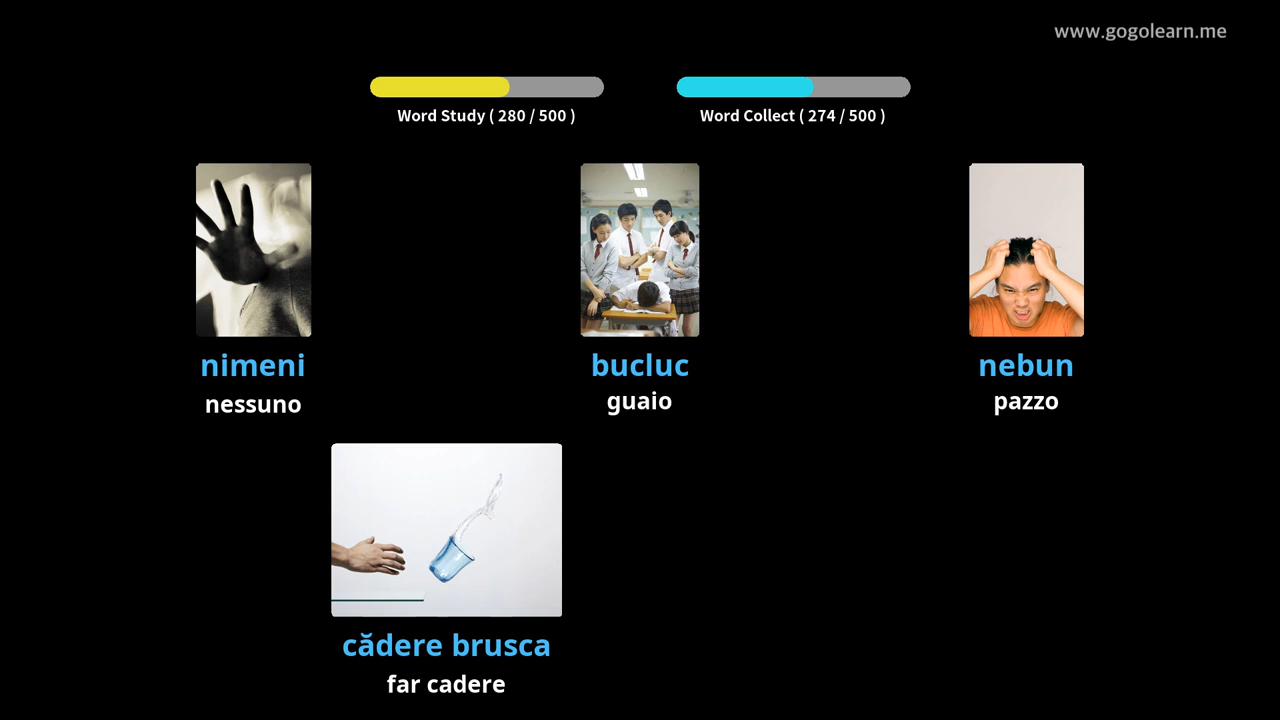 www.gogolearn.me
Word Study ( 280 / 500 )
Word Collect ( 274 / 500 )
nimeni
nessuno
bucluc
guaio
nebun
pazzo
cădere brusca
far cadere